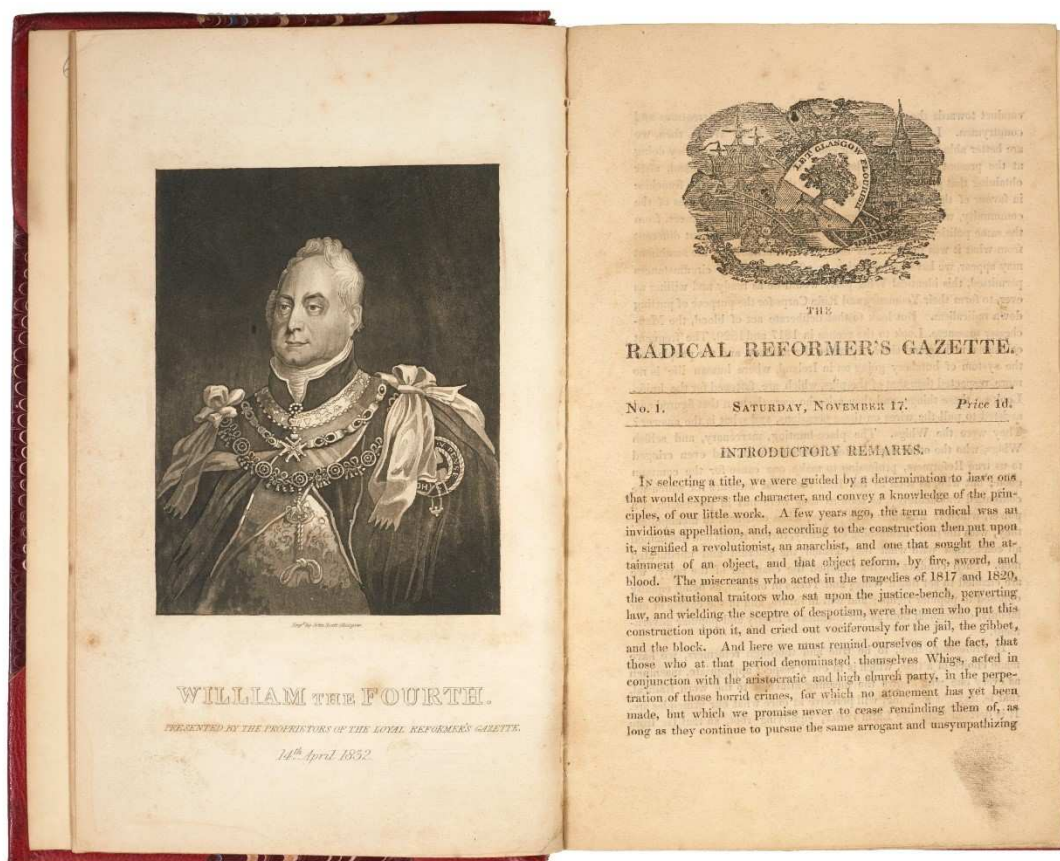 Engd by John Scott Glasgow
WILLIAM THE FOURTH.
PRESENTED BY THE PROPRIETORS OF THE LOYAL REFORMER'S GAZETTE.
14th April 1832
LET GLASGOW FLOURISH
THE
RADICAL REFORMER'S GAZETTE.
No. 1. SATURDAY, NOVEMBER 17. Price 1d.
INTRODUCTORY REMARKS.
IN selecting a title, we were guided by a determination to have one
that would express the character, and convey a knowledge of the prin-
ciples, of our little work. A few years ago, the term radical was an
invidious appellation, and, according to the construction then put upon
it, signified a revolutionist, an anarchist, and one that sought the at-
tainment of an object, and that object reform, by fire, sword, and
blood. The miscreants who acted in the tragedies of 1817 and 1820,
the constitutional traitors who sat upon the justice-bench, perverting
law, and wielding the sceptre of despotism, were the men who put this
construction upon it, and cried out vociferously for the jail, the gibbet,
and the block. And here we must remind ourselves of the fact, that
those who at that period denominated themselves Whigs, acted in
conjunction with the aristocratic and high church party, in the perpe-
tration of those horrid crimes, for which no atonement has yet been
made, but which we promise never to cease reminding them of, as
long as they continue to pursue the same arrogant and unsympathizing